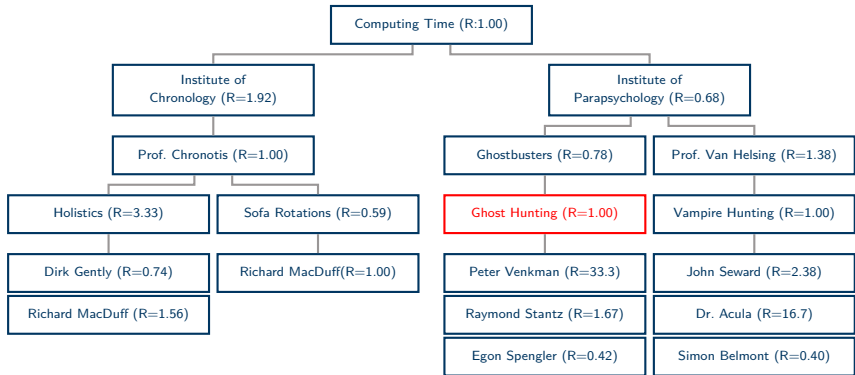 Computing Time (R:1.00)
Institute of
Chronology (R=1.92)
Institute of
Parapsychology (R=0.68)
Prof. Chronotis (R=1.00)
Ghostbusters (R=0.78)
Prof. Van Helsing (R=1.38)
Holistics (R=3.33)
Sofa Rotations (R=0.59)
Ghost Hunting (R=1.00)
Vampire Hunting (R=1.00)
Dirk Gently (R=0.74)
Richard MacDuff(R=1.00)
Peter Venkman (R=33.3)
John Seward (R=2.38)
Richard MacDuff (R=1.56)
Raymond Stantz (R=1.67)
Dr. Acula (R=16.7)
Egon Spengler (R=0.42)
Simon Belmont (R=0.40)